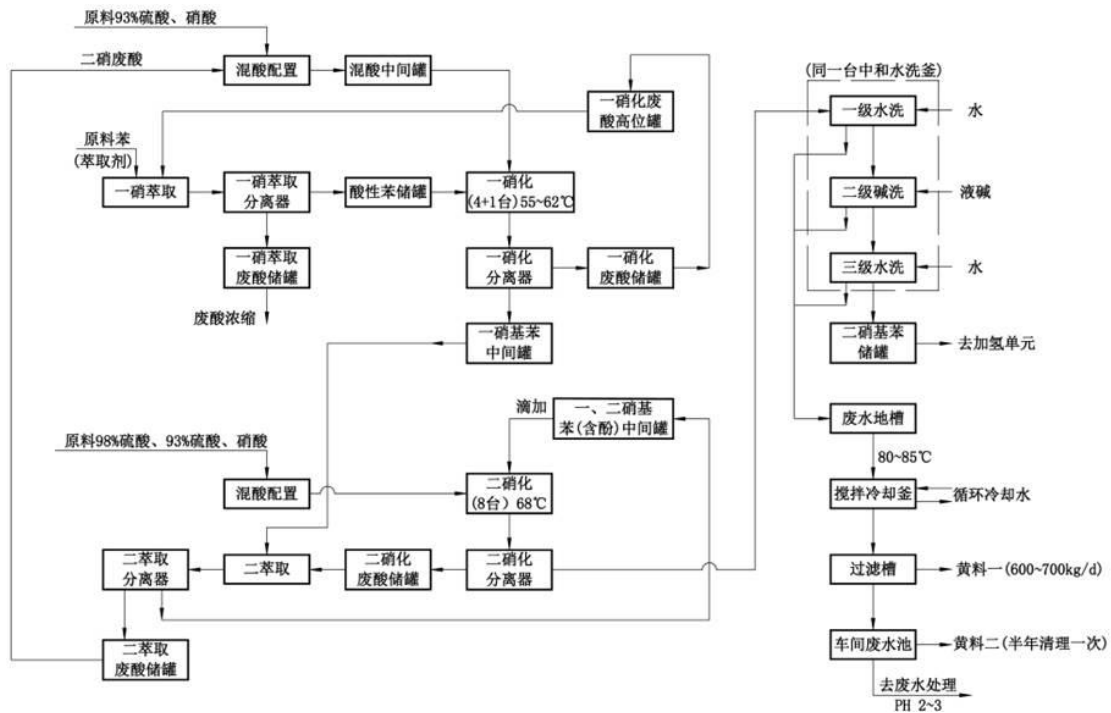 原料93%硫酸、硝酸
二硝废酸
混酸配置
混酸中间罐
一硝化废
酸高位罐
原料苯
(萃取剂)
一硝萃取
一硝萃取
分离器
酸性苯储罐
一硝化
(4+1台)55~62℃
一硝萃取
废酸储罐
一硝化
分离器
一硝化
废酸储罐
废酸浓缩
一硝基苯
中间罐
滴加
一、二硝基
苯(含酚)中间罐
原料98%硫酸、93%硫酸、硝酸
混酸配置
二硝化
(8台) 68℃
二萃取
分离器
二萃取
二硝化
废酸储罐
二硝化
分离器
二萃取
废酸储罐
(同一台中和水洗釜)
一级水洗
水
二级碱洗
液碱
三级水洗
水
二硝基苯
储罐
去加氢单元
废水地槽
80~85℃
搅拌冷却釜
循环冷却水
过滤槽
黄料一(600~700kg/d)
车间废水池
黄料二(半年清理一次)
去废水处理
PH 2~3